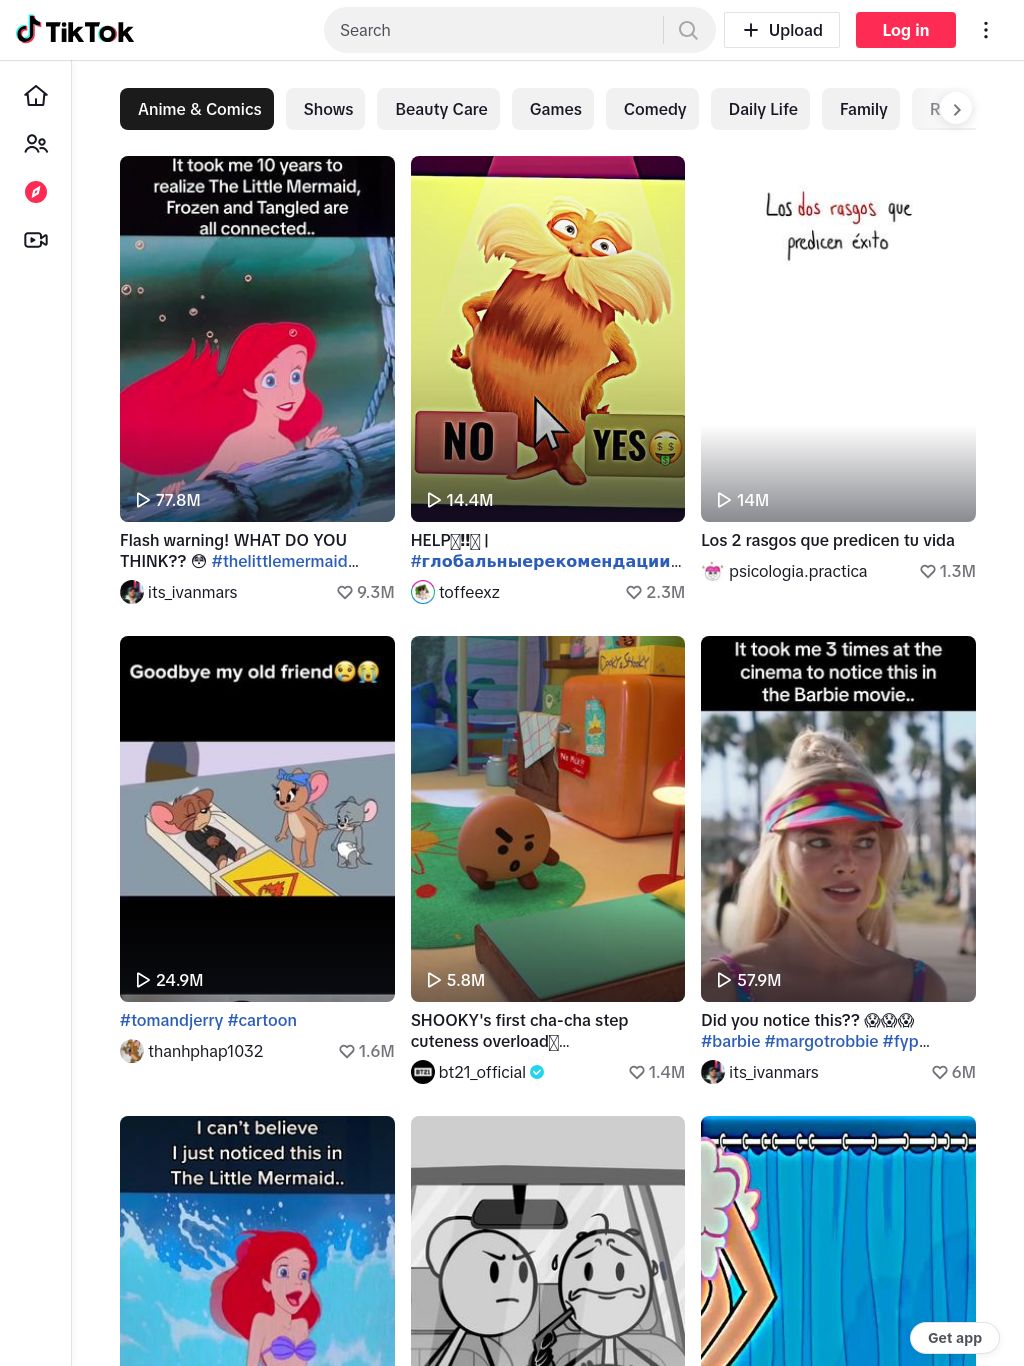 TikTok
Search
Upload
Log in
Anime & Comics
Shows
Beauty Care
Games
Comedy
Daily Life
Family
It took me 10 years to
realize The Little Mermaid,
Frozen and Tangled are
all connected..
77.8M
Flash warning! WHAT DO YOU
THINK?? 😳 #thelittlemermaid...
its_ivanmars
9.3M
NO
YES🤑
14.4M
HELP‼️ |
#глобальныерекомендации...
toffeexz
2.3M
Los dos rasgos que
predicen éxito
14M
Los 2 rasgos que predicen tu vida
psicologia.practica
1.3M
Goodbye my old friend😢😭
24.9M
#tomandjerry #cartoon
thanhphap1032
1.6M
COOKY & SHOOKY
No Milk!!
5.8M
SHOOKY's first cha-cha step
cuteness overload...
BT21
bt21_official
1.4M
It took me 3 times at the
cinema to notice this in
the Barbie movie..
57.9M
Did you notice this?? 😱😱😱
#barbie #margotrobbie #fyp...
its_ivanmars
6M
I can't believe
I just noticed this in
The Little Mermaid..
Get app